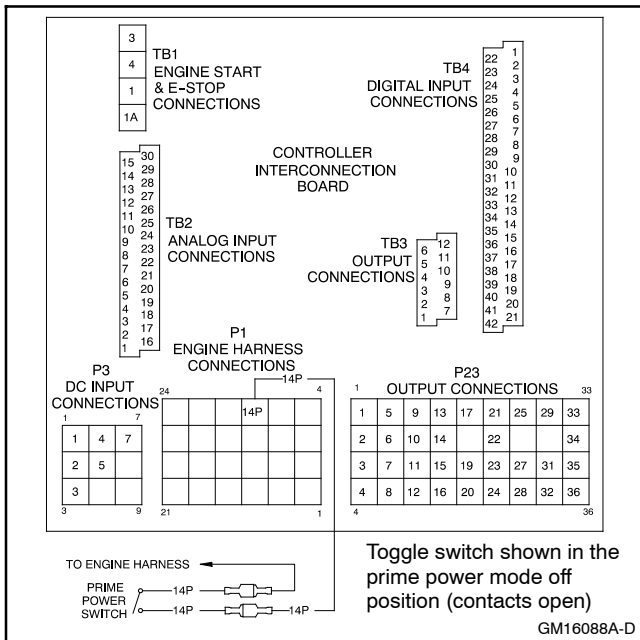 3
4
1
1A
TB1
ENGINE START
& E-STOP
CONNECTIONS
TB4
DIGITAL INPUT
CONNECTIONS
22 1
23 2
24 3
25 4
26 5
27 6
28 7
29 8
30 9
31 10
32 11
33 12
34 13
35 14
36 15
37 16
38 17
39 18
40 19
41 20
42 21
CONTROLLER
INTERCONNECTION
BOARD
15 30
14 29
13 28
12 27
11 26
10 25
9 24
8 23
7 22
6 21
5 20
4 19
3 18
2 17
1 16
TB2
ANALOG INPUT
CONNECTIONS
TB3
OUTPUT
CONNECTIONS
6 12
5 11
4 10
3 9
2 8
1 7
P1
ENGINE HARNESS
CONNECTIONS
14P
24 4
14P
21 1
P3
DC INPUT
CONNECTIONS
1 7
1 4 7
2 5
3
3 9
P23
OUTPUT CONNECTIONS
1 33
1 5 9 13 17 21 25 29 33
2 6 10 14 22 34
3 7 11 15 19 23 27 31 35
4 8 12 16 20 24 28 32 36
4 36
TO ENGINE HARNESS
PRIME
POWER
SWITCH
14P
14P 14P
Toggle switch shown in the
prime power mode off
position (contacts open)
GM16088A-D